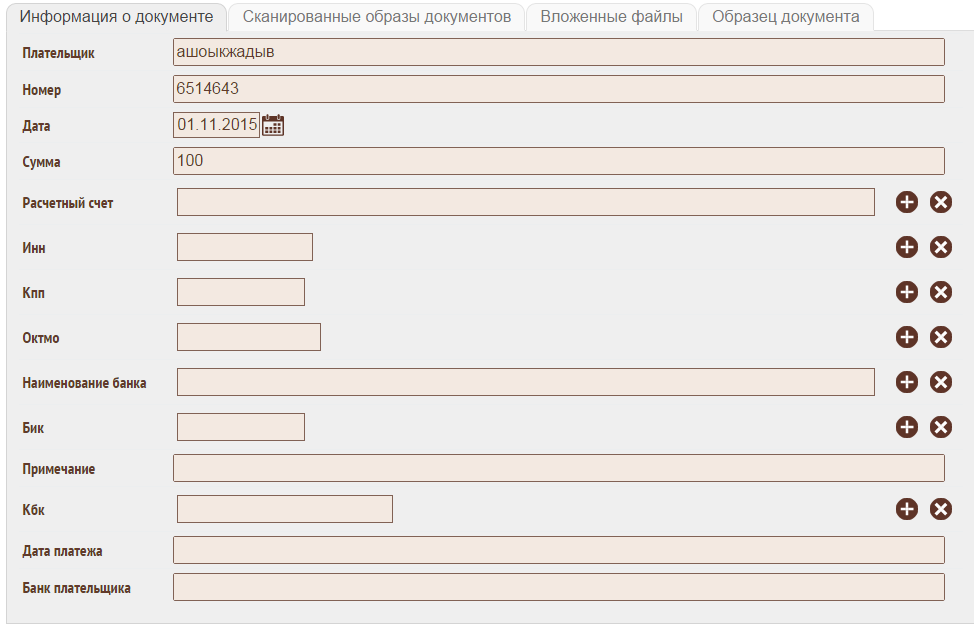 Информация о документе Сканированные образы документов Вложенные файлы Образец документа
Плательщик ашоыкжадыв
Номер 6514643
Дата 01.11.2015
Сумма 100
Расчетный счет
Инн
Кпп
Октмо
Наименование банка
Бик
Примечание
Кбк
Дата платежа
Банк плательщика